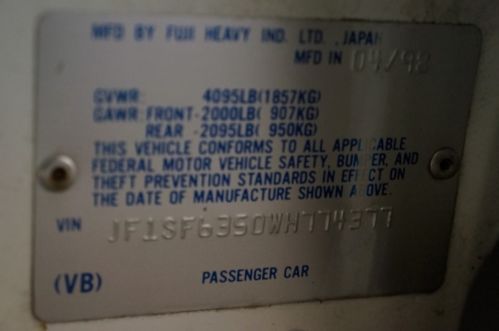 MFD BY FUJI HEAVY IND. LTD., JAPAN
MFD IN 04/98
GVWR: 4095LB(1857KG)
GAWR:FRONT-2000LB( 907KG)
REAR -2095LB( 950KG)
THIS VEHICLE CONFORMS TO ALL APPLICABLE
FEDERAL MOTOR VEHICLE SAFETY, BUMPER, AND
THEFT PREVENTION STANDARDS IN EFFECT ON
THE DATE OF MANUFACTURE SHOWN ABOVE.
VIN JF1SF6350WH774377
(VB) PASSENGER CAR